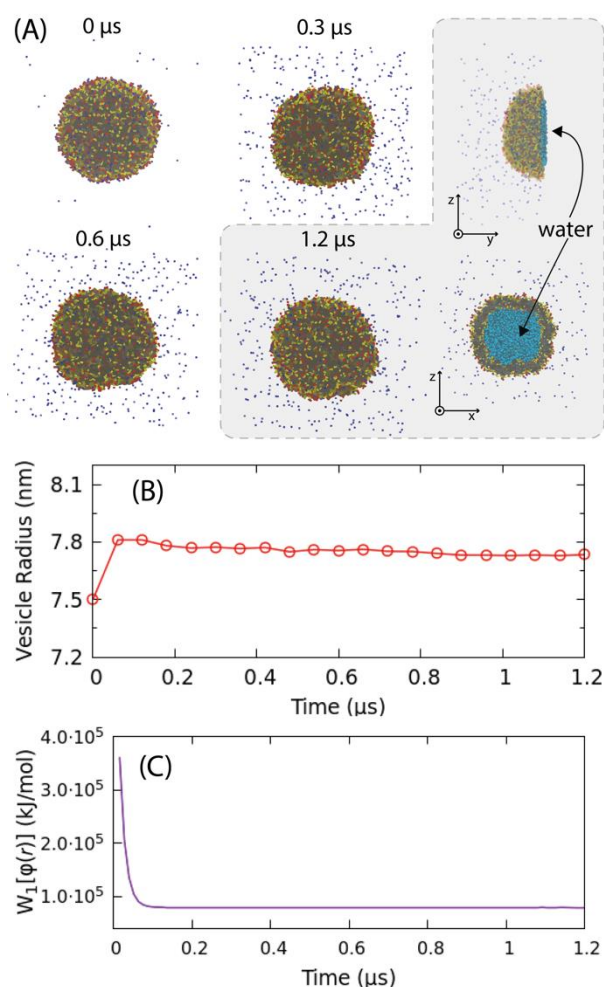 (A)
0 μs
0.3 μs
z
y
water
0.6 μs
1.2 μs
z
x
(B)
Vesicle Radius (nm)
8.1
7.8
7.5
7.2
0 0.2 0.4 0.6 0.8 1 1.2
Time (μs)
(C)
W₁[φ(r)] (kJ/mol)
4.0·10⁵
3.0·10⁵
2.0·10⁵
1.0·10⁵
0 0.2 0.4 0.6 0.8 1 1.2
Time (μs)